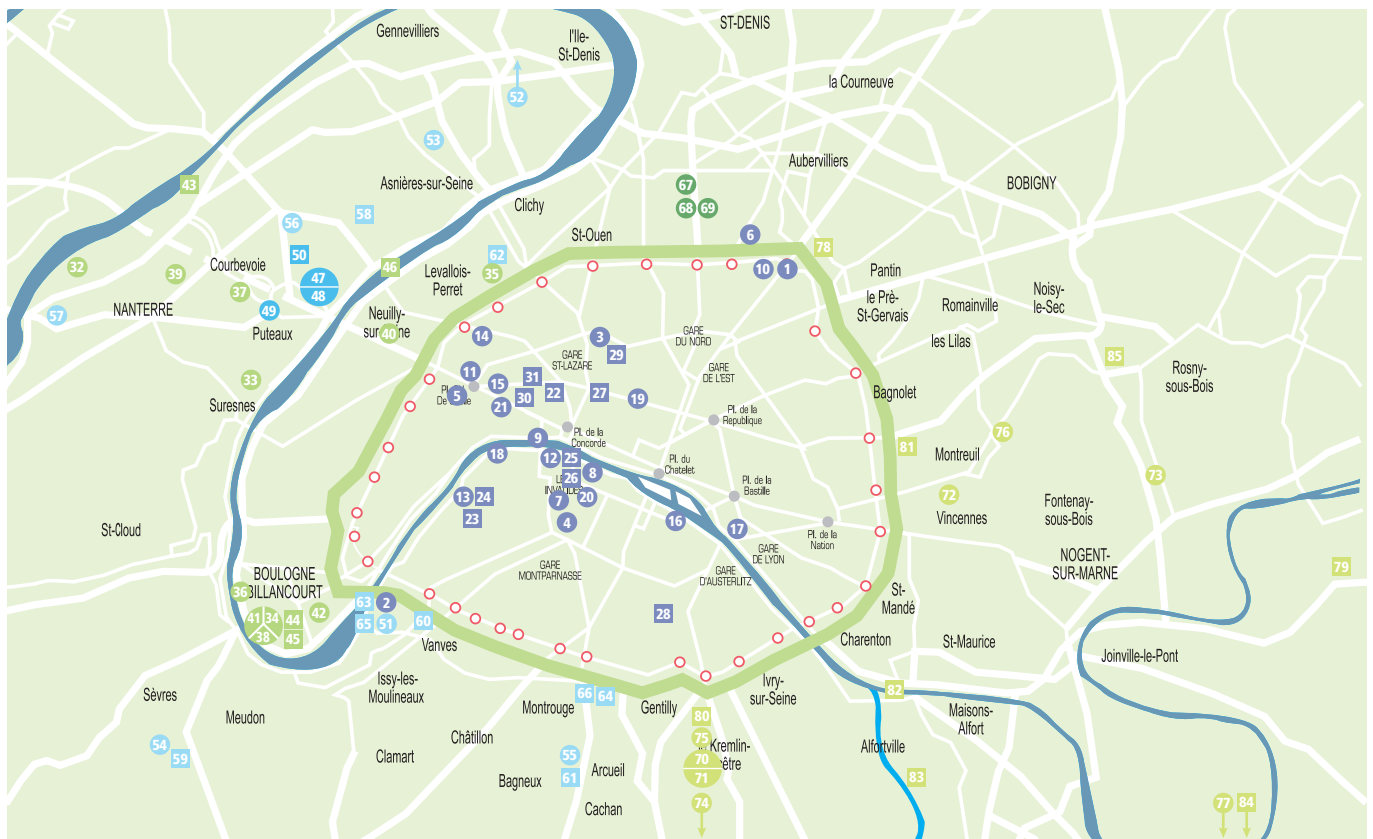 ST-DENIS
Gennevilliers
l'Ile-
St-Denis
la Courneuve
52
53
Aubervilliers
43
Asnières-sur-Seine
67
BOBIGNY
Clichy
68
69
58
56
St-Ouen
6
78
50
62
46
32
39
Courbevoie
Levallois-
Perret
35
10
1
Pantin
47
48
37
le Prè-
St-Gervais
Noisy-
le-Sec
Romainville
57
NANTERRE
49
Puteaux
Neuilly-
40
14
3
GARE
DU NORD
les Lilas
29
GARE
ST-LAZARE
85
Rosny-
sous-Bois
11
GARE
DE L'EST
33
Suresnes
5
15
31
30
22
27
19
Bagnolet
21
Pl. de la
Republique
9
Pl. de la
Concorde
76
81
Montreuil
18
12
25
Pl. du
Chatelet
26
8
Pl. de la
Bastille
73
13
24
7
20
72
23
4
16
17
Vincennes
Fontenay-
sous-Bois
St-Cloud
Pl. de la
Nation
GARE
DE LYON
GARE
MONTPARNASSE
GARE
D'AUSTERLITZ
NOGENT-
SUR-MARNE
79
BOULOGNE
BILLANCOURT
36
63
2
St-
Mandé
41
34
44
42
65
51
60
28
38
45
Vanves
Charenton
St-Maurice
Joinville-le-Pont
Issy-les-
Moulineaux
Sèvres
66
64
Ivry-
sur-Seine
82
Meudon
Montrouge
Gentilly
80
Maisons-
Alfort
54
59
Châtillon
75
Kremlin-
Alfortville
Clamart
55
70
71
Bagneux
61
Arcueil
83
Cachan
74
77
84